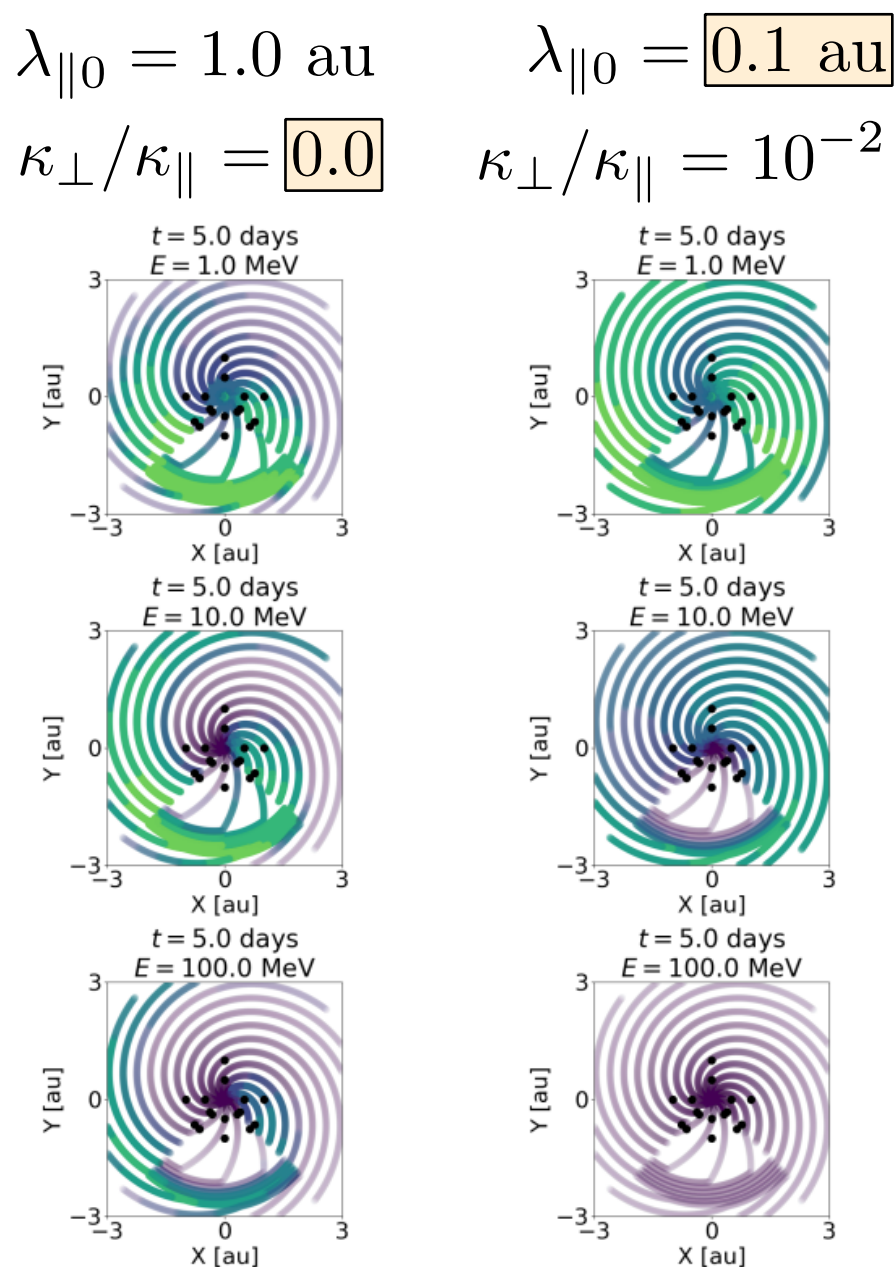 λ∥0 = 1.0 au
κ⊥/κ∥ = 0.0
λ∥0 = 0.1 au
κ⊥/κ∥ = 10⁻²
t = 5.0 days
E = 1.0 MeV
3
0
−3
Y [au]
−3 0 3
X [au]
t = 5.0 days
E = 1.0 MeV
3
0
−3
Y [au]
−3 0 3
X [au]
t = 5.0 days
E = 10.0 MeV
3
0
−3
Y [au]
−3 0 3
X [au]
t = 5.0 days
E = 10.0 MeV
3
0
−3
Y [au]
−3 0 3
X [au]
t = 5.0 days
E = 100.0 MeV
3
0
−3
Y [au]
−3 0 3
X [au]
t = 5.0 days
E = 100.0 MeV
3
0
−3
Y [au]
−3 0 3
X [au]